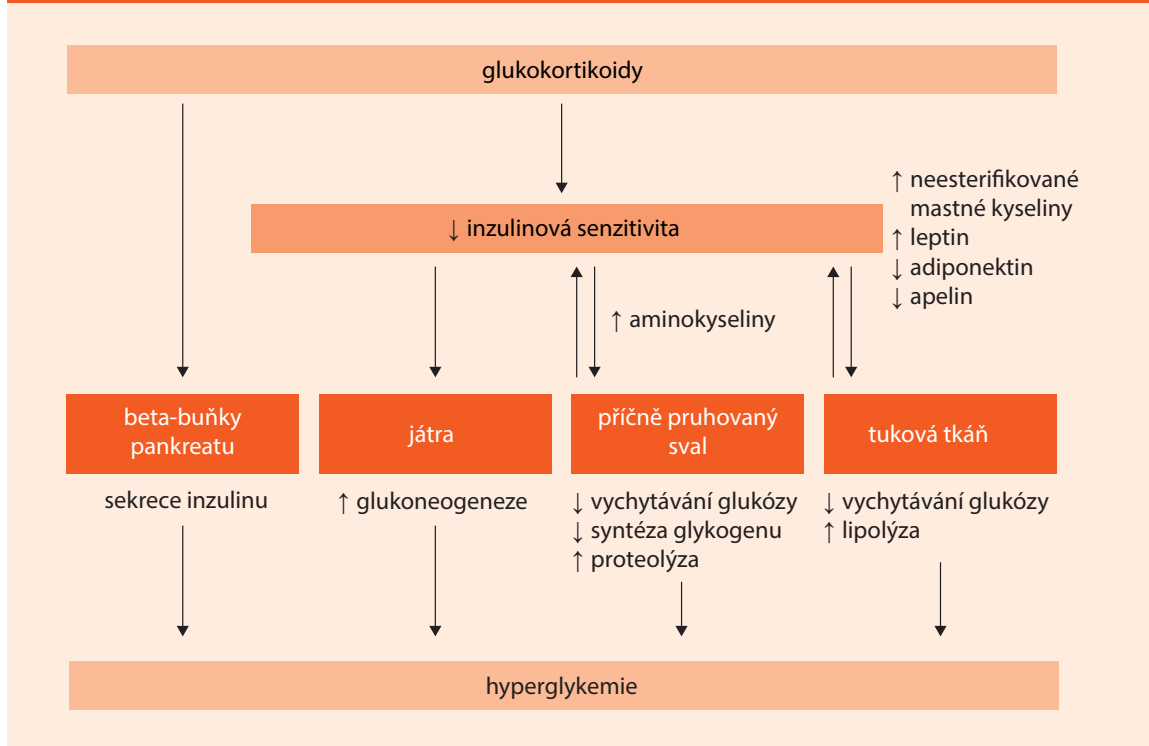 glukokortikoidy
↑ neesterifikované
mastné kyseliny
↑ leptin
↓ adiponektin
↓ apelin
↓ inzulinová senzitivita
↑ aminokyseliny
beta-buňky
pankreatu
játra
příčně pruhovaný
sval
tuková tkáň
sekrece inzulinu
↑ glukoneogeneze
↓ vychytávání glukózy
↓ syntéza glykogenu
↑ proteolýza
↓ vychytávání glukózy
↑ lipolýza
hyperglykemie